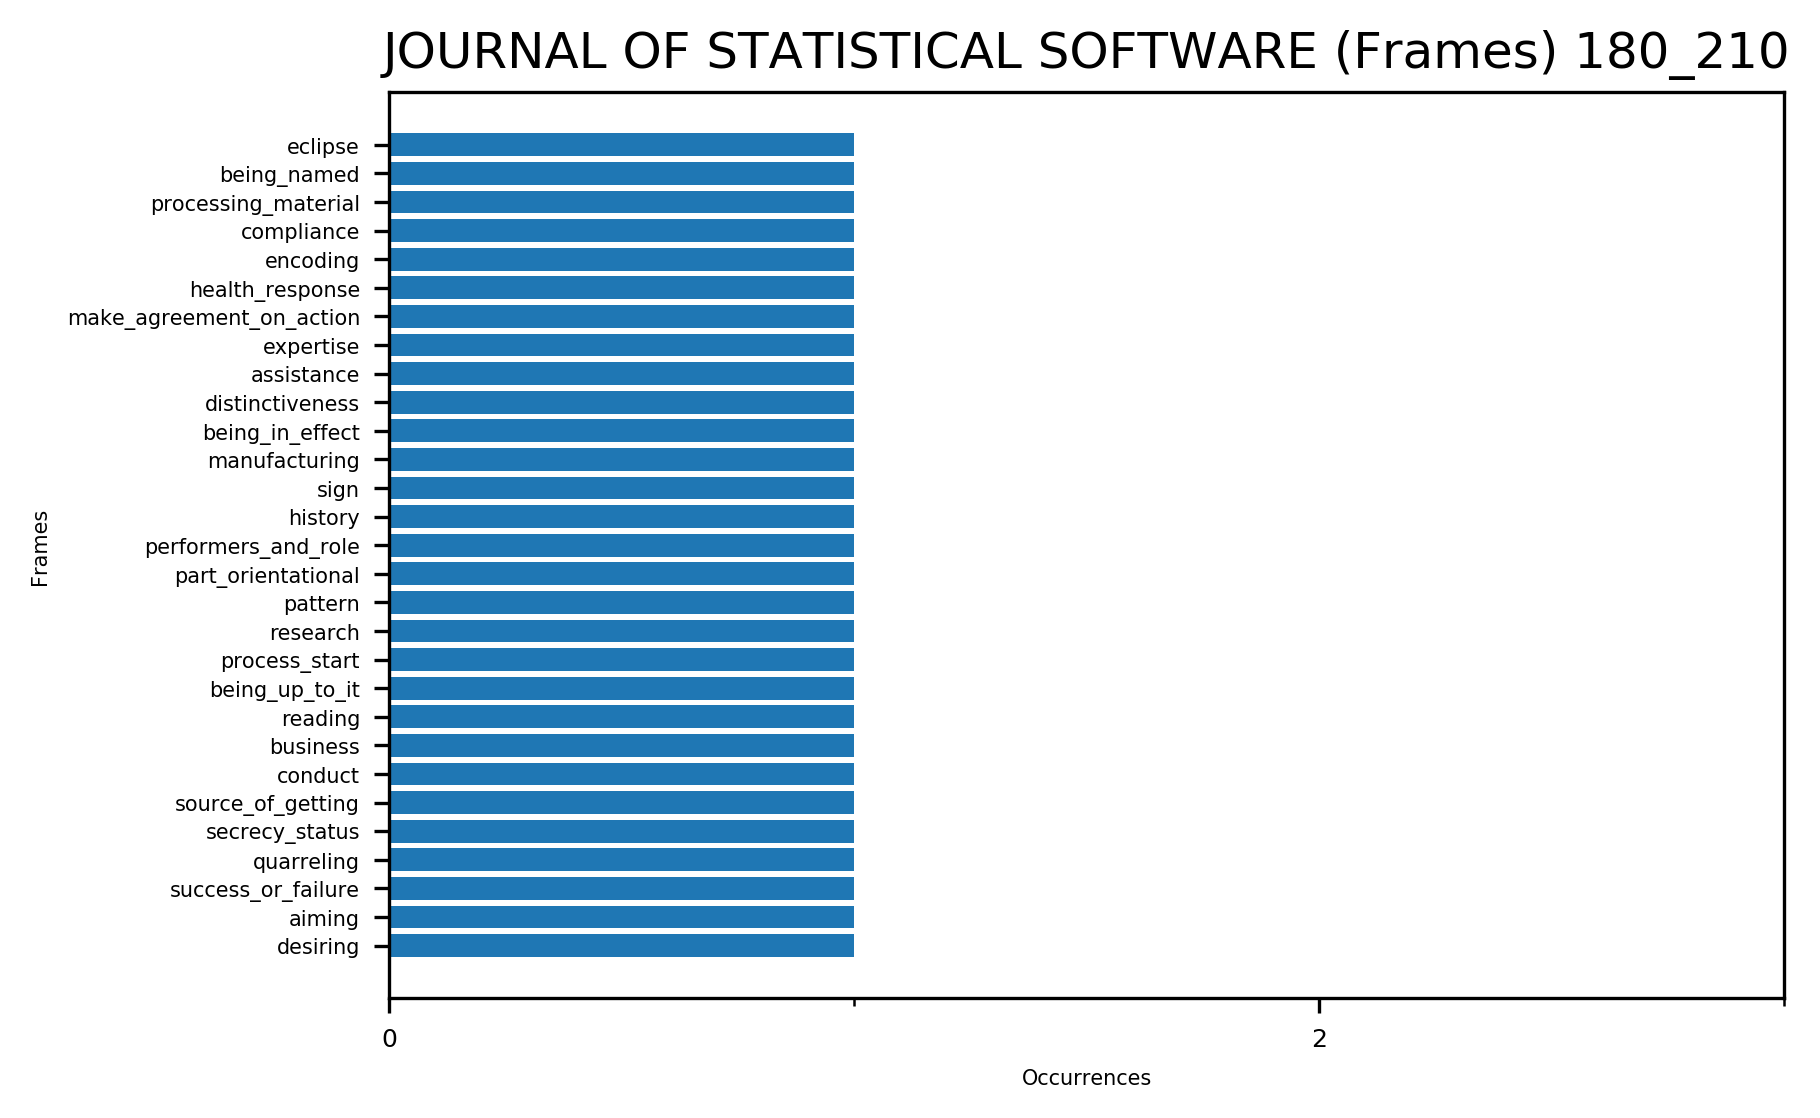 JOURNAL OF STATISTICAL SOFTWARE (Frames) 180_210
eclipse
being_named
processing_material
compliance
encoding
health_response
make_agreement_on_action
expertise
assistance
distinctiveness
being_in_effect
manufacturing
sign
history
performers_and_role
part_orientational
pattern
research
process_start
being_up_to_it
reading
business
conduct
source_of_getting
secrecy_status
quarreling
success_or_failure
aiming
desiring
Frames
0 2
Occurrences